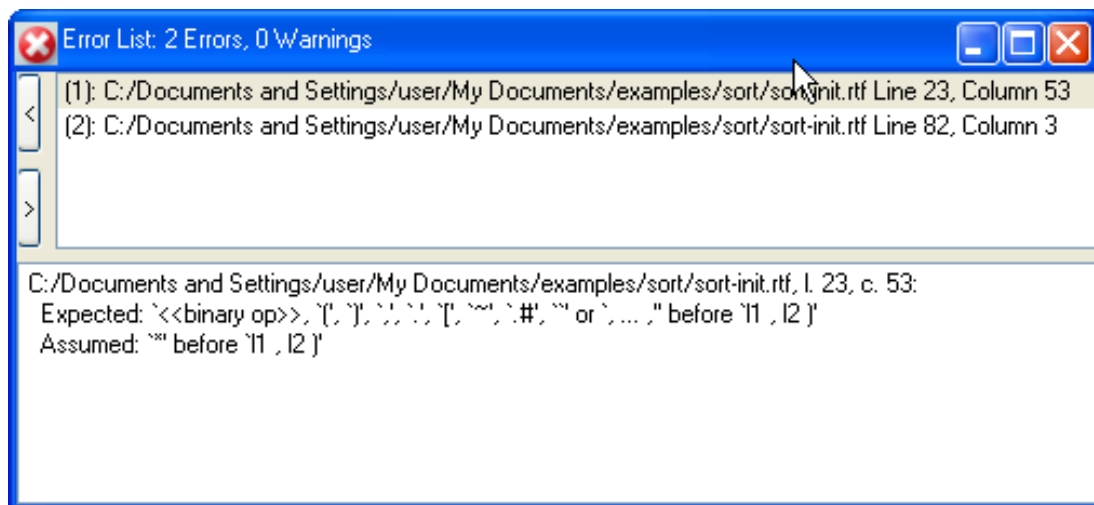 Error List: 2 Errors, 0 Warnings
(1): C:/Documents and Settings/user/My Documents/examples/sort/sort-init.rtf Line 23, Column 53
<
(2): C:/Documents and Settings/user/My Documents/examples/sort/sort-init.rtf Line 82, Column 3
>
C:/Documents and Settings/user/My Documents/examples/sort/sort-init.rtf, l. 23, c. 53:
Expected: `<<binary op>>, `(', `)', `,', `.', `[', `~', `.#', ``' or `, ... ,'' before `l1 , l2 )'
Assumed: `*' before `l1 , l2 )'